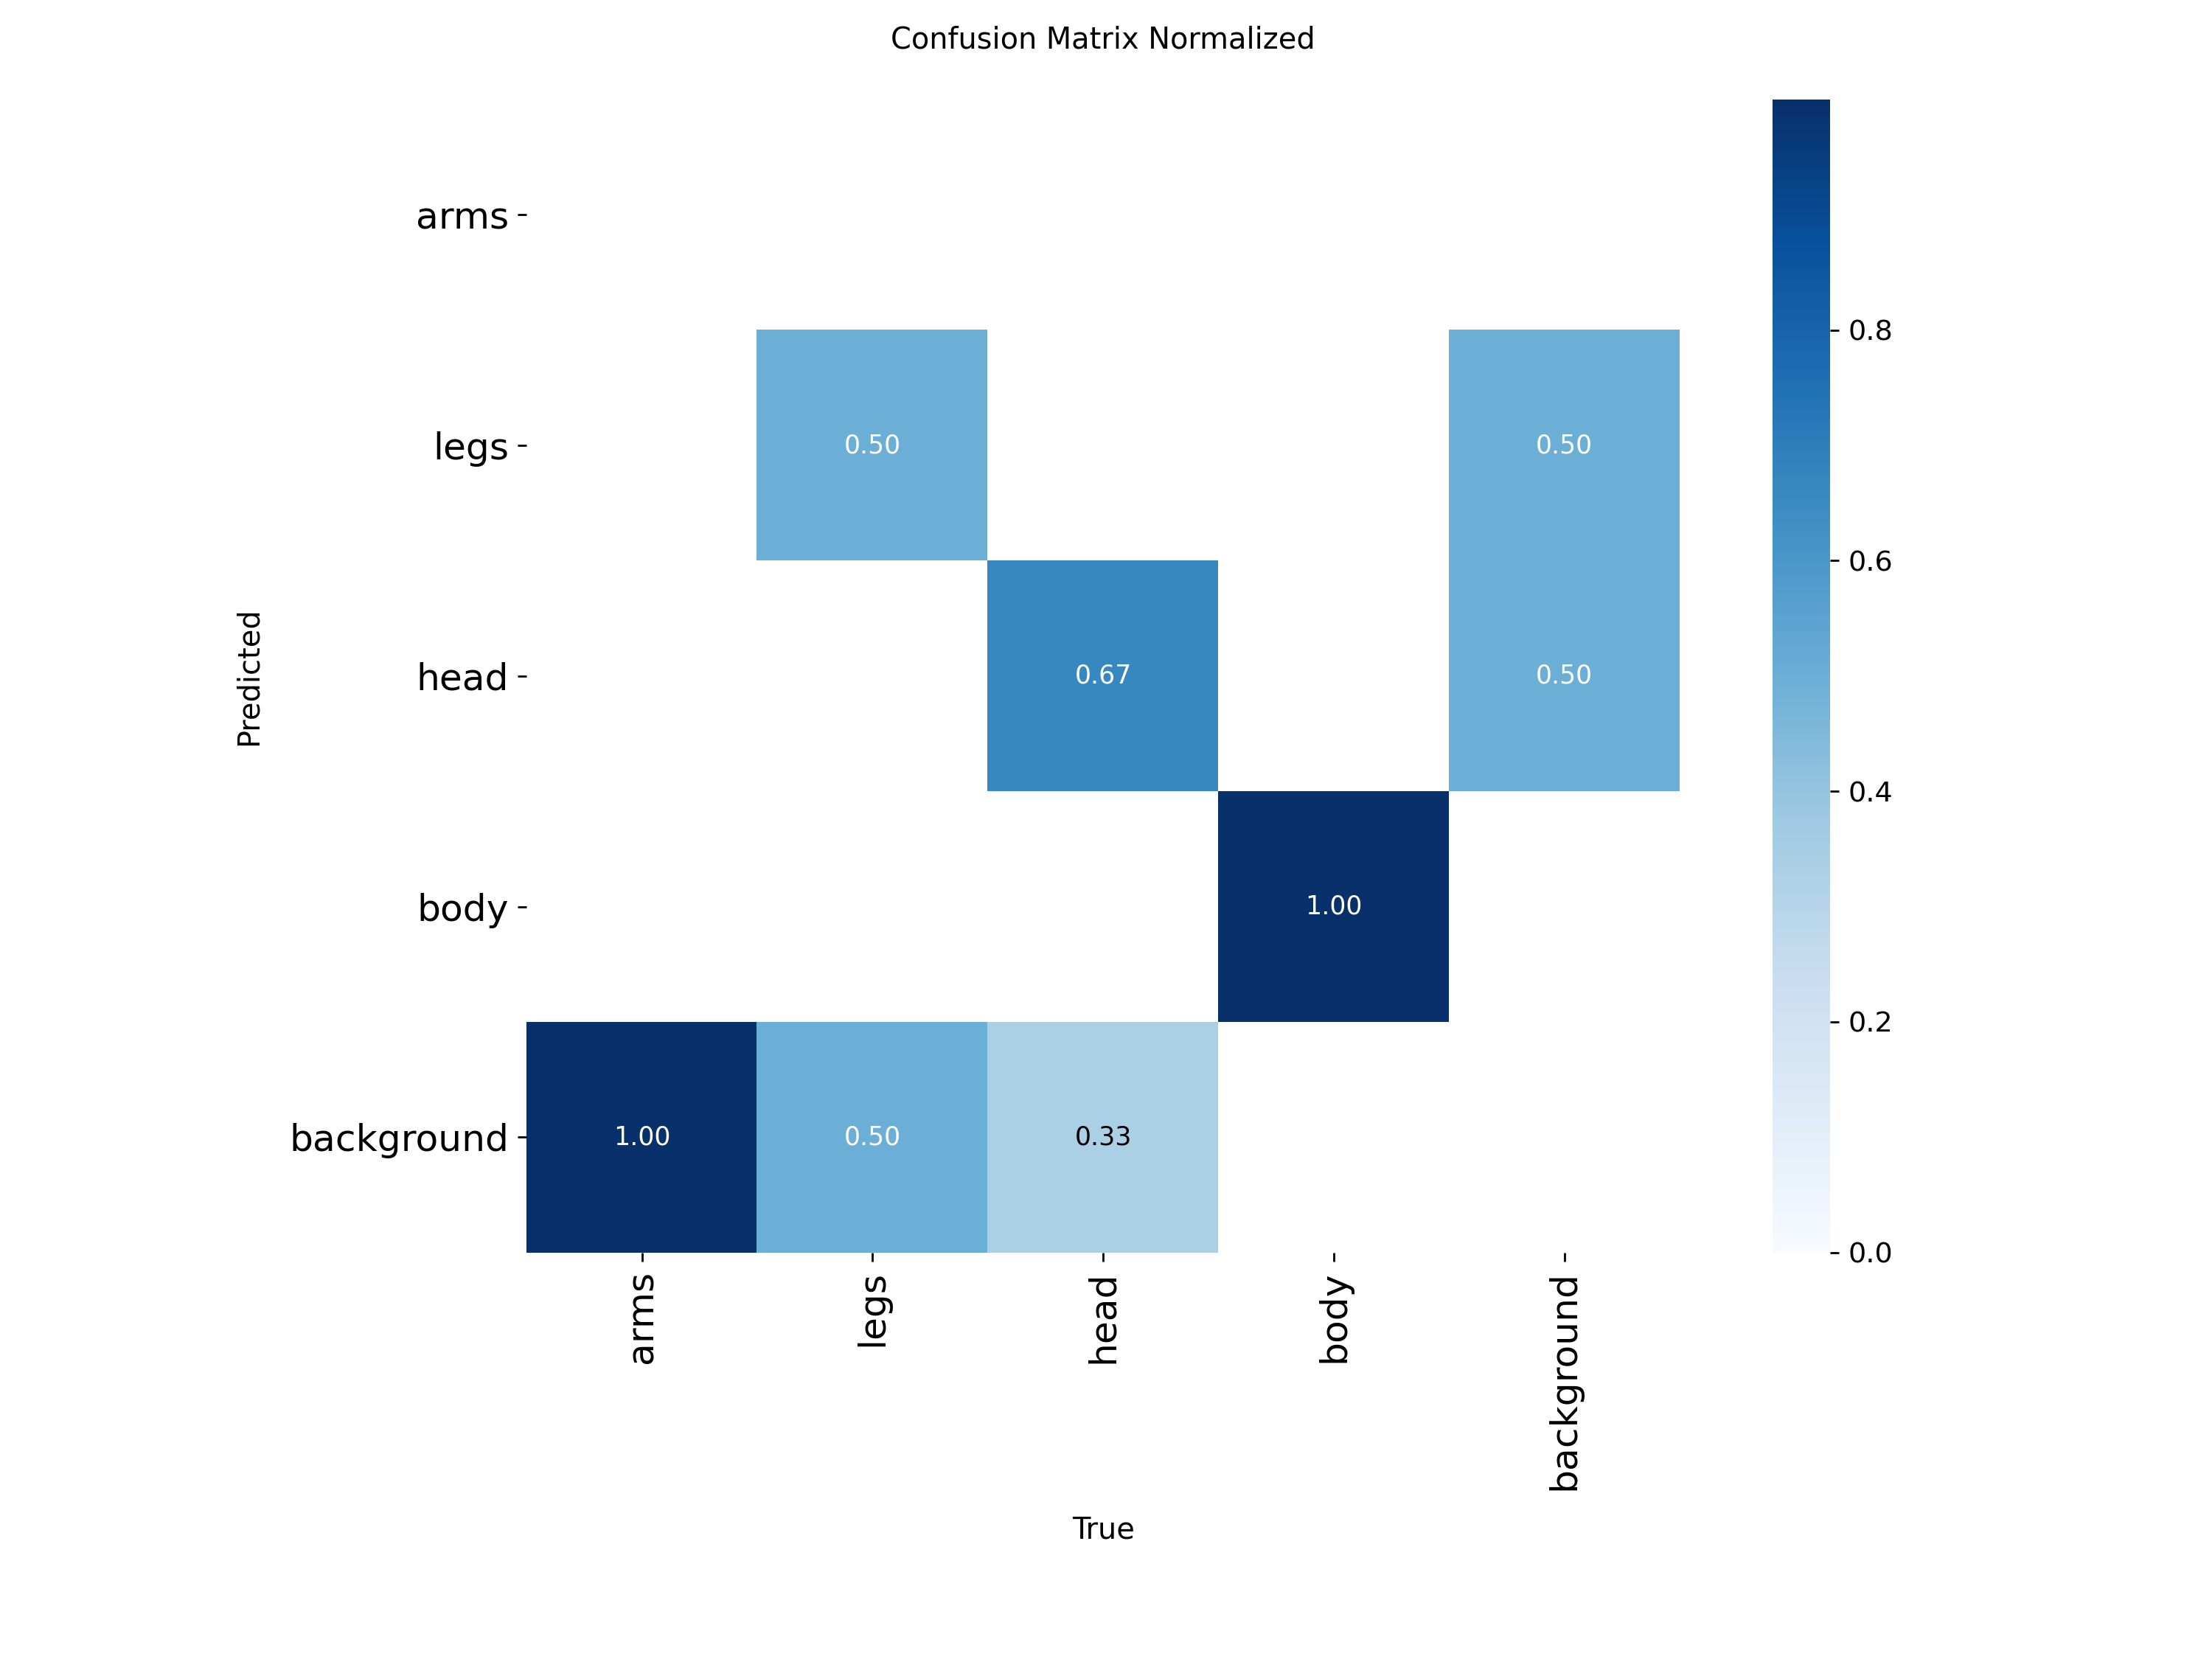 Confusion Matrix Normalized
arms
legs
0.50
0.50
head
0.67
0.50
body
1.00
background
1.00
0.50
0.33
arms
legs
head
body
background
Predicted
True
0.8
0.6
0.4
0.2
0.0